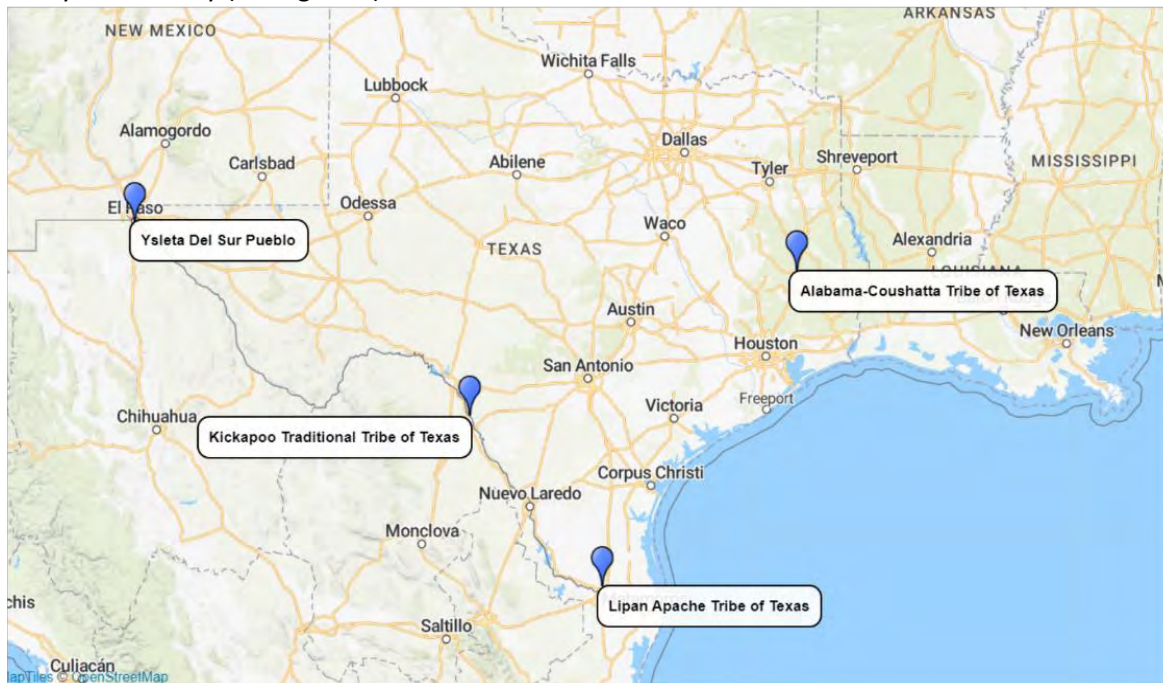 NEW MEXICO
ARKANSAS
Wichita Falls
Lubbock
Alamogordo
Dallas
Carlsbad
Abilene
Tyler
Shreveport
MISSISSIPPI
El Paso
Odessa
Waco
Ysleta Del Sur Pueblo
TEXAS
Alexandria
LOUISIANA
Alabama-Coushatta Tribe of Texas
Austin
New Orleans
Houston
San Antonio
Freeport
Chihuahua
Victoria
Kickapoo Traditional Tribe of Texas
Corpus Christi
Nuevo Laredo
Monclova
Lipan Apache Tribe of Texas
Saltillo
Culiacán
© OpenStreetMap